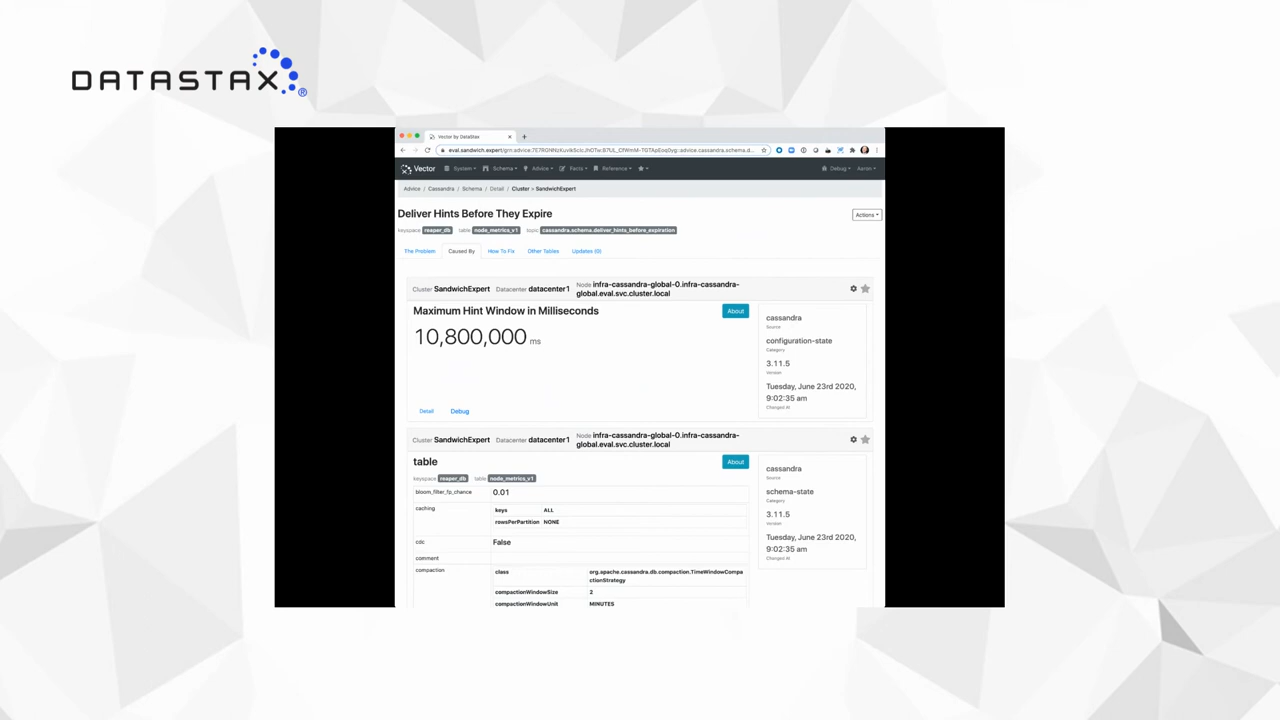 DATASTAX®
Vector by DataStax
Vector System Schema Advice Facts Reference Debug Aaron
Advice / Cassandra / Schema / Detail / Cluster > SandwichExpert
Deliver Hints Before They Expire
Actions
keyspace reaper_db table node_metrics_v1 topic cassandra.schema.deliver_hints_before_expiration
The Problem Caused By How To Fix Other Tables Updates (0)
Cluster SandwichExpert Datacenter datacenter1 Node infra-cassandra-global-0.infra-cassandra-
global.eval.svc.cluster.local
Maximum Hint Window in Milliseconds
About
10,800,000 ms
Detail Debug
cassandra
Source
configuration-state
Category
3.11.5
Version
Tuesday, June 23rd 2020,
9:02:35 am
Changed At
Cluster SandwichExpert Datacenter datacenter1 Node infra-cassandra-global-0.infra-cassandra-
global.eval.svc.cluster.local
table
About
keyspace reaper_db table node_metrics_v1
bloom_filter_fp_chance 0.01
caching keys ALL
rowsPerPartition NONE
cdc False
comment
compaction class org.apache.cassandra.db.compaction.TimeWindowCompa
ctionStrategy
compactionWindowSize 2
compactionWindowUnit MINUTES
cassandra
Source
schema-state
Category
3.11.5
Version
Tuesday, June 23rd 2020,
9:02:35 am
Changed At